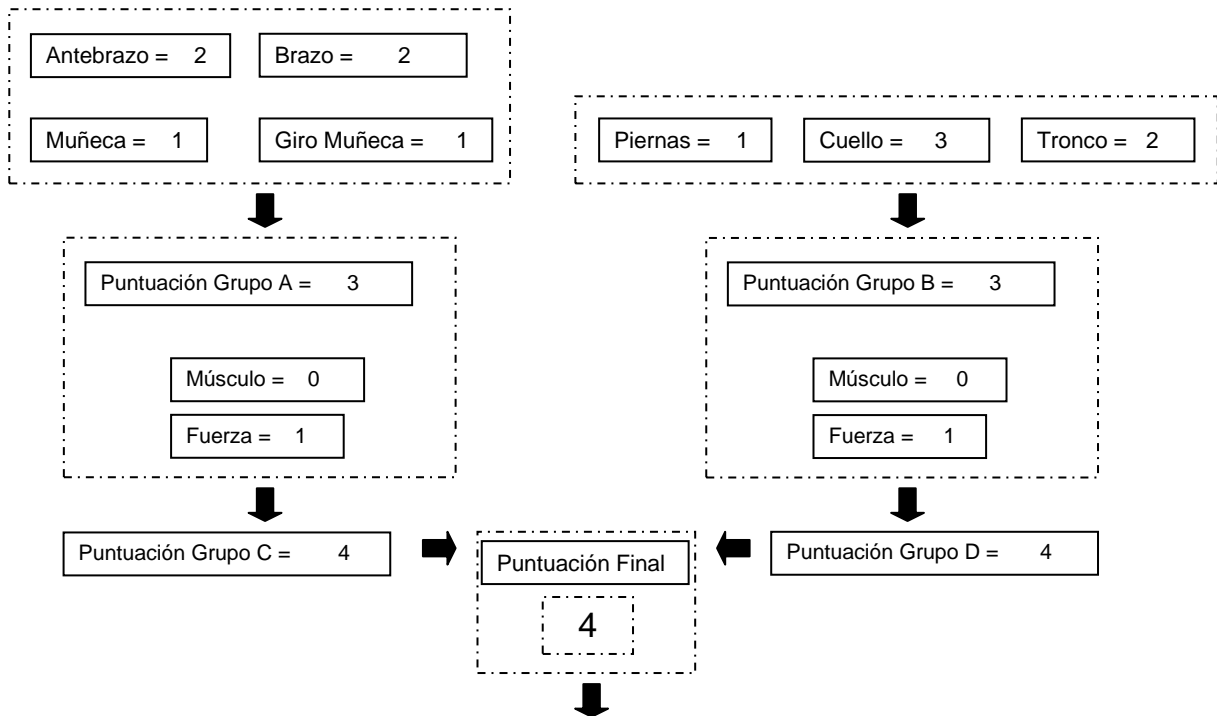 Antebrazo = 2
Brazo = 2
Muñeca = 1
Giro Muñeca = 1
Piernas = 1
Cuello = 3
Tronco = 2
Puntuación Grupo A = 3
Músculo = 0
Fuerza = 1
Puntuación Grupo B = 3
Músculo = 0
Fuerza = 1
Puntuación Grupo C = 4
Puntuación Final
4
Puntuación Grupo D = 4